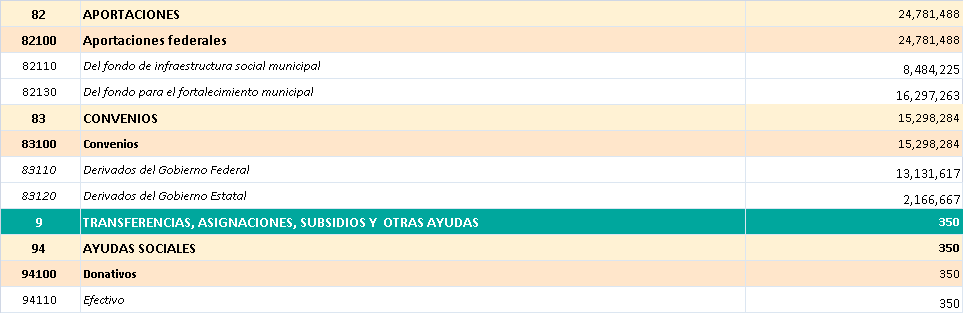 82 APORTACIONES 24,781,488
82100 Aportaciones federales 24,781,488
82110 Del fondo de infraestructura social municipal 8,484,225
82130 Del fondo para el fortalecimiento municipal 16,297,263
83 CONVENIOS 15,298,284
83100 Convenios 15,298,284
83110 Derivados del Gobierno Federal 13,131,617
83120 Derivados del Gobierno Estatal 2,166,667
9 TRANSFERENCIAS, ASIGNACIONES, SUBSIDIOS Y OTRAS AYUDAS 350
94 AYUDAS SOCIALES 350
94100 Donativos 350
94110 Efectivo 350